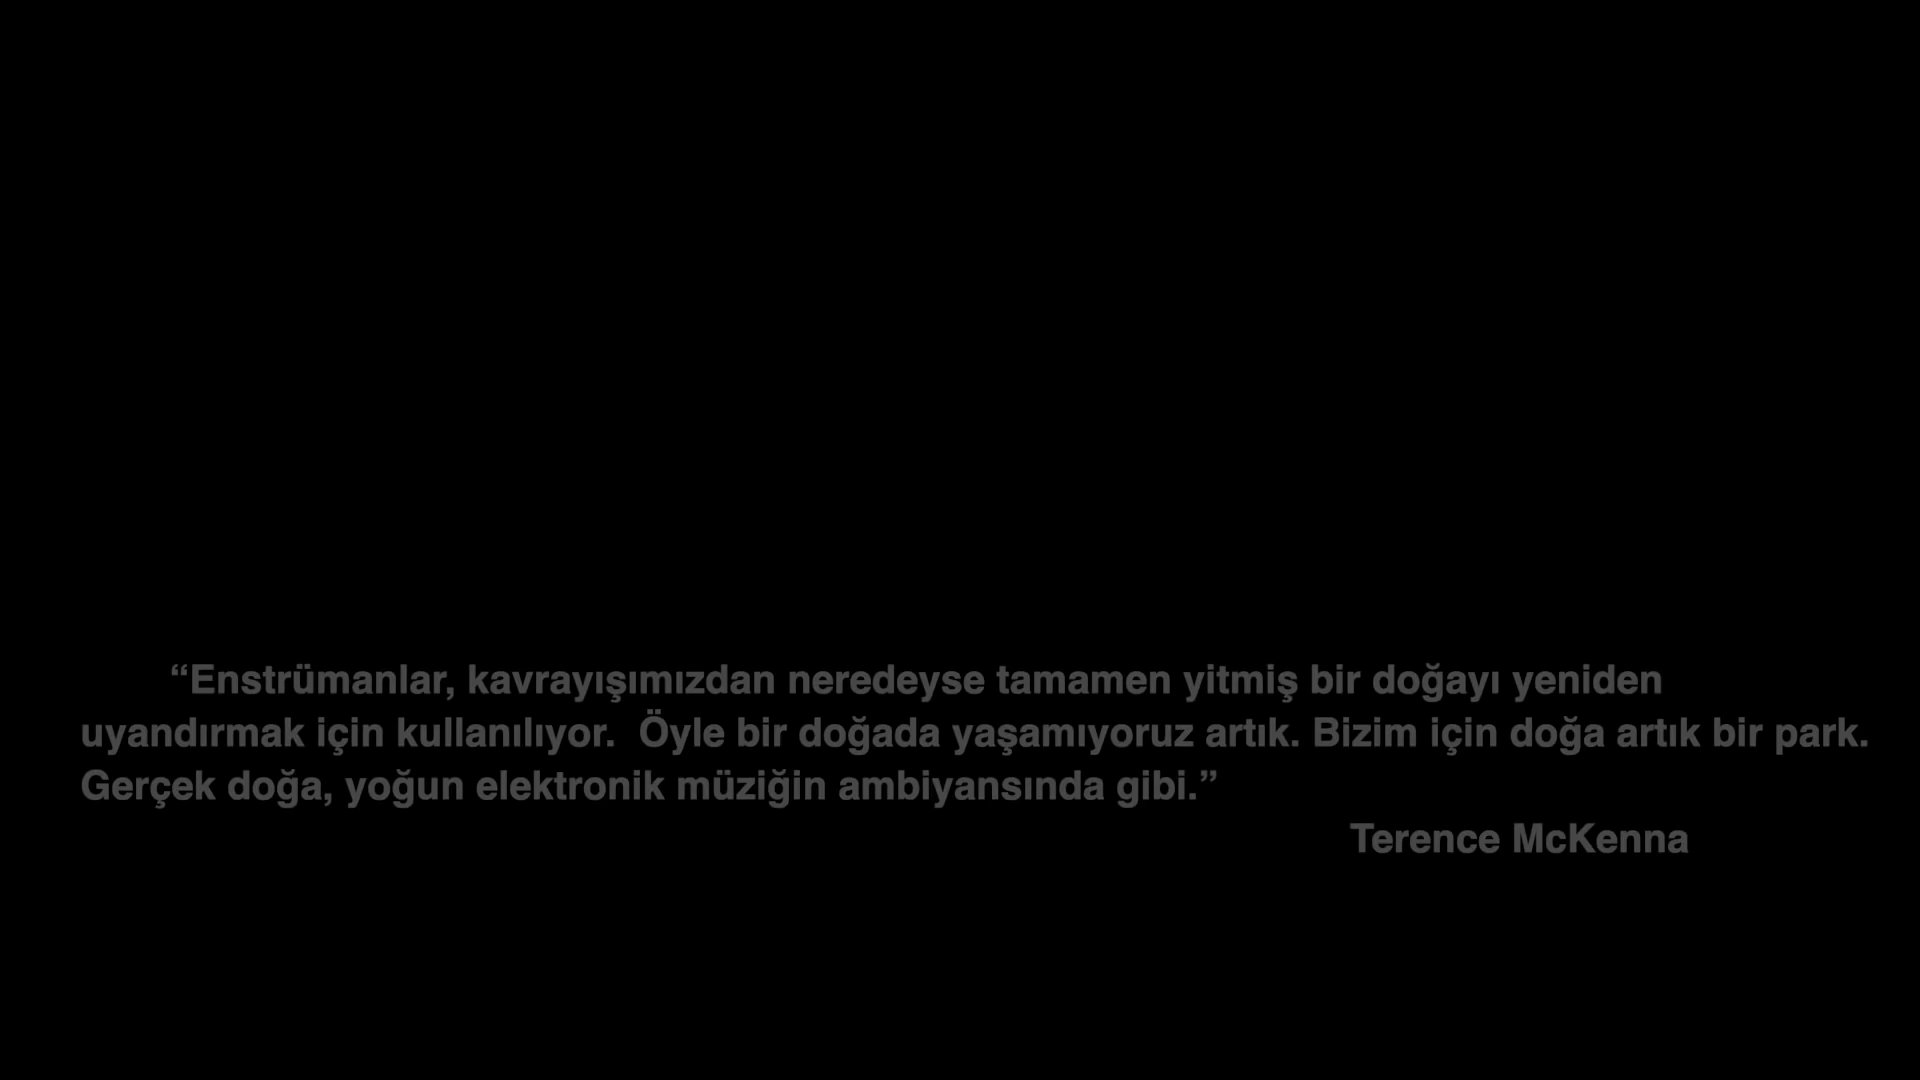 “Enstrümanlar, kavrayışımızdan neredeyse tamamen yitmiş bir doğayı yeniden
uyandırmak için kullanılıyor.  Öyle bir doğada yaşamıyoruz artık. Bizim için doğa artık bir park.
Gerçek doğa, yoğun elektronik müziğin ambiyansında gibi.”
Terence McKenna